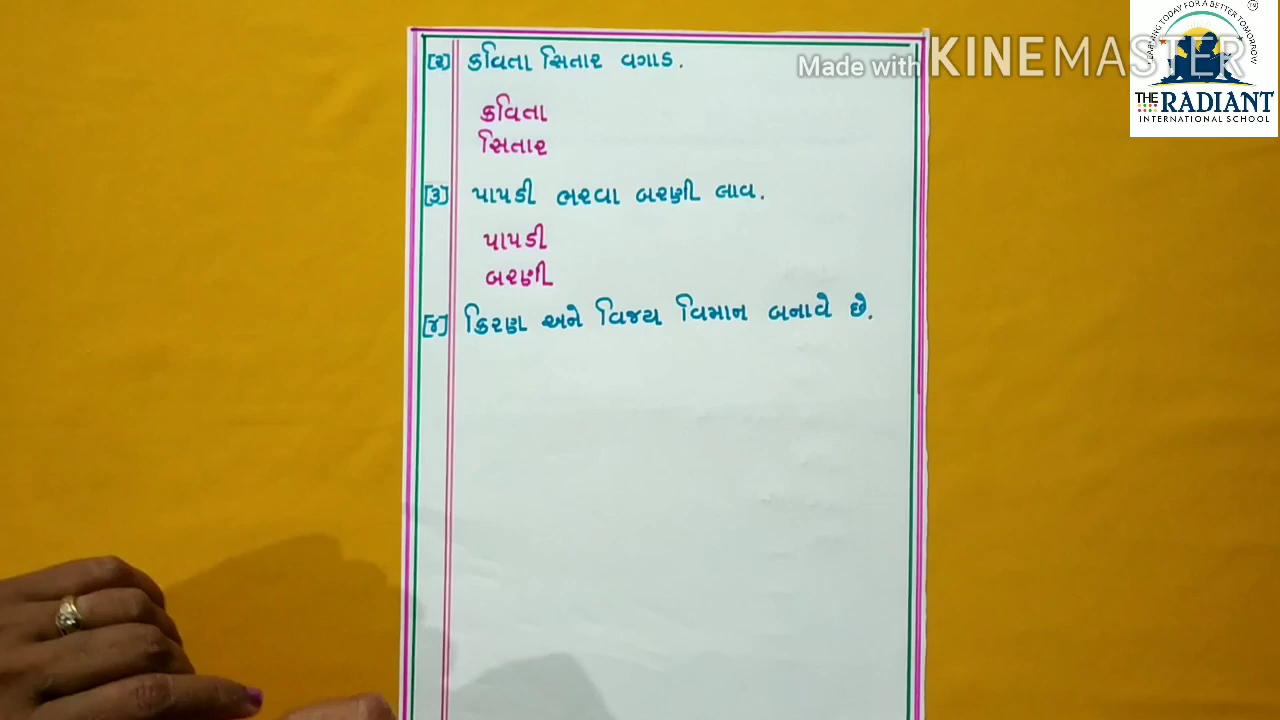 [૨] કવિતા સિતાર વગાડ.
કવિતા
સિતાર
[૩] પાપડી ભરવા બરણી લાવ.
પાપડી
બરણી
[૪] કિરણ અને વિજય વિમાન બનાવે છે.
Made with KINEMASTER
THE RADIANT
INTERNATIONAL SCHOOL